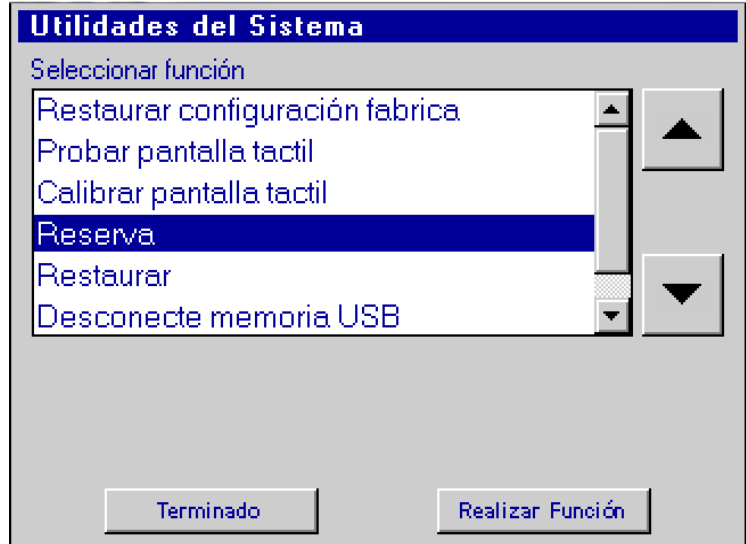 Utilidades del Sistema
Seleccionar función
Restaurar configuración fabrica
Probar pantalla tactil
Calibrar pantalla tactil
Reserva
Restaurar
Desconecte memoria USB
Terminado
Realizar Función